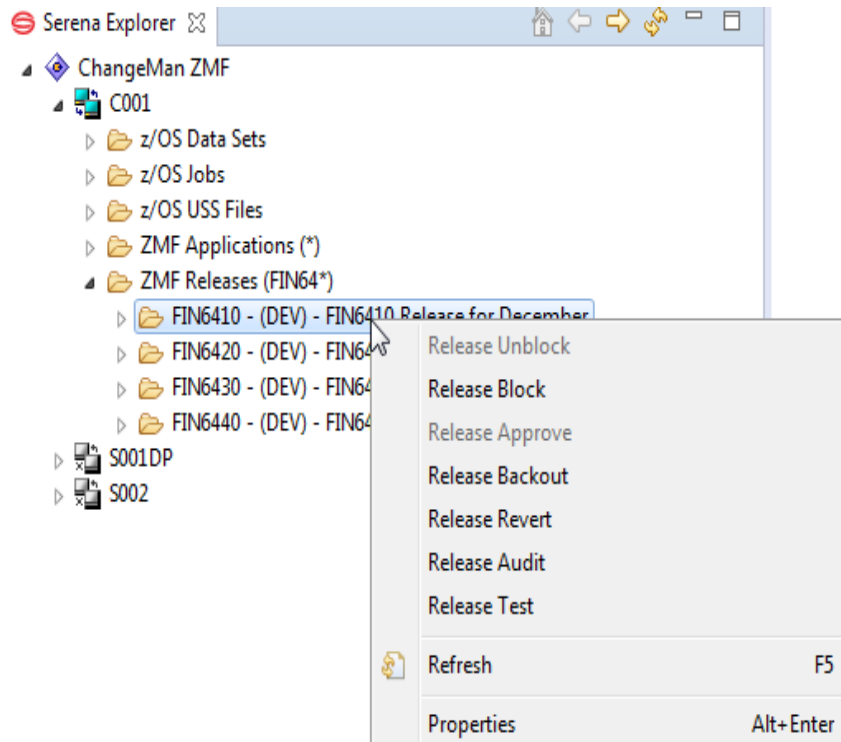 Serena Explorer
ChangeMan ZMF
C001
z/OS Data Sets
z/OS Jobs
z/OS USS Files
ZMF Applications (*)
ZMF Releases (FIN64*)
FIN6410 - (DEV) - FIN6410 Release for December
FIN6420 - (DEV) - FIN64
FIN6430 - (DEV) - FIN64
FIN6440 - (DEV) - FIN64
S001DP
S002
Release Unblock
Release Block
Release Approve
Release Backout
Release Revert
Release Audit
Release Test
Refresh F5
Properties Alt+Enter